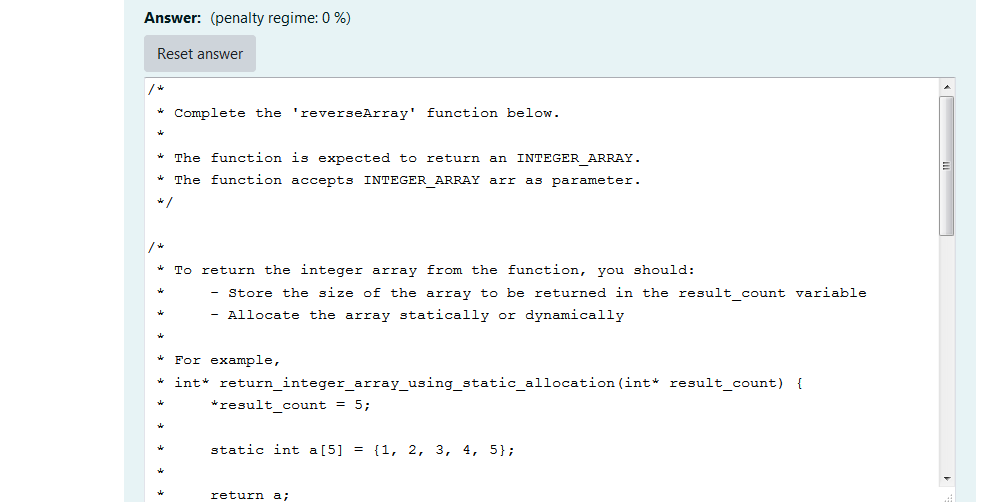 Answer: (penalty regime: 0 %)
Reset answer
/*
 * Complete the 'reverseArray' function below.
 *
 * The function is expected to return an INTEGER_ARRAY.
 * The function accepts INTEGER_ARRAY arr as parameter.
 */
/*
 * To return the integer array from the function, you should:
 *     - Store the size of the array to be returned in the result_count variable
 *     - Allocate the array statically or dynamically
 *
 * For example,
 * int* return_integer_array_using_static_allocation(int* result_count) {
 *     *result_count = 5;
 *
 *     static int a[5] = {1, 2, 3, 4, 5};
 *
 *     return a;